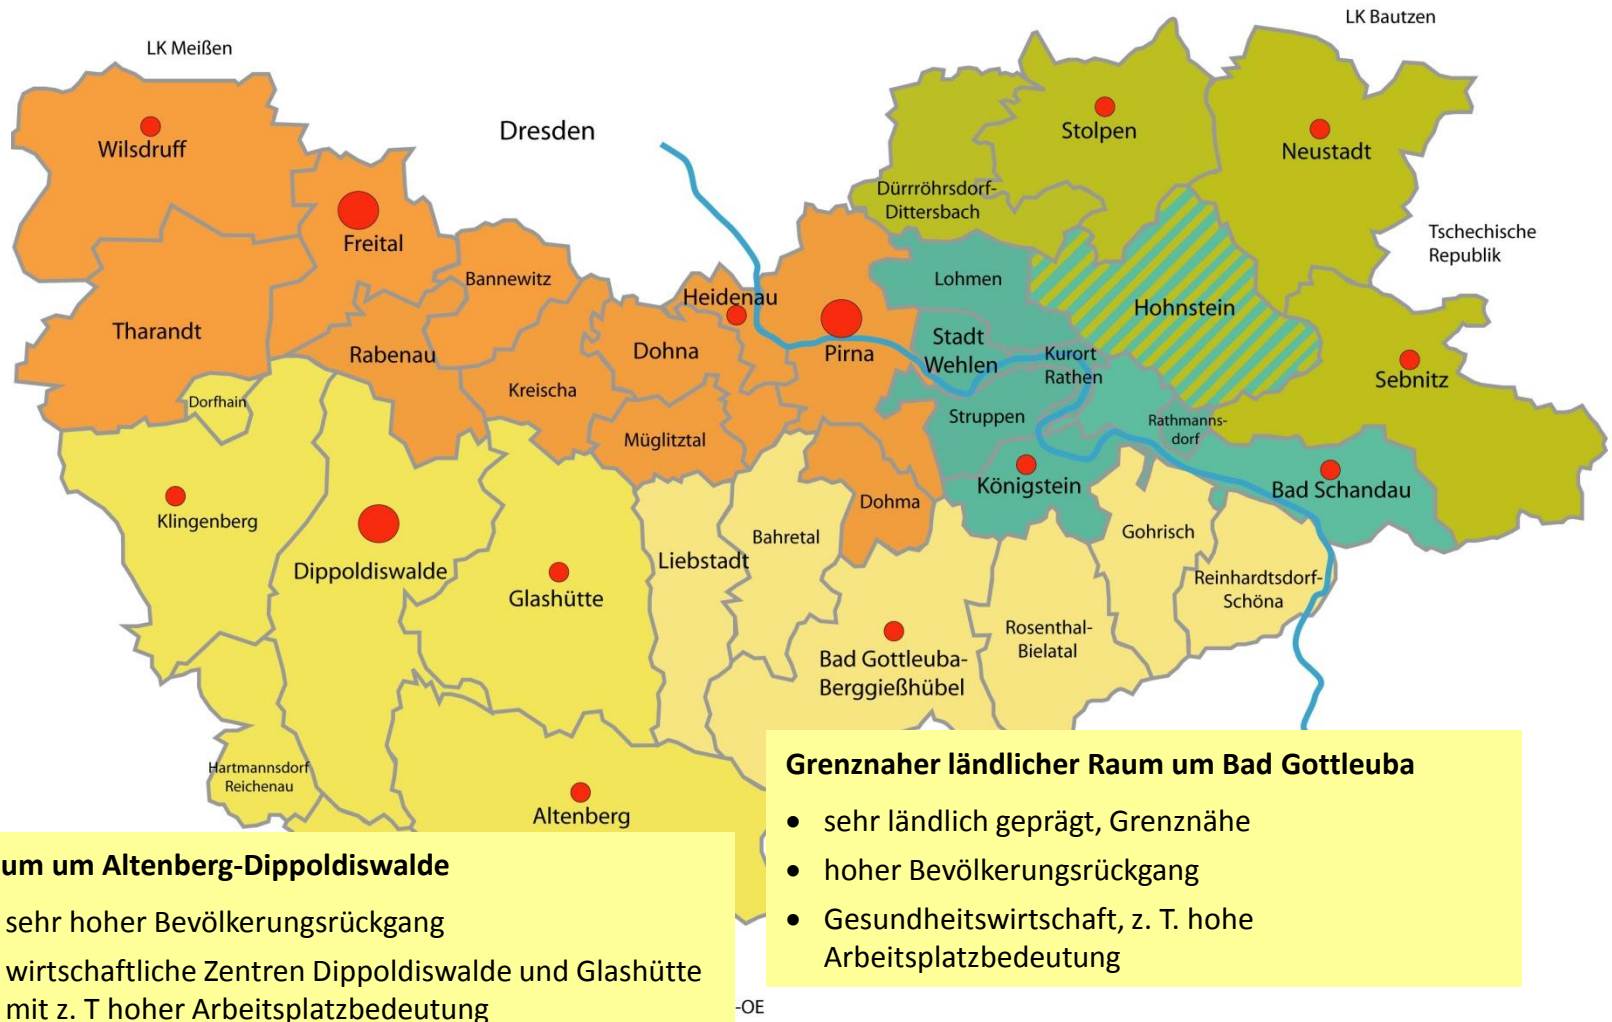 LK Bautzen
LK Meißen
Dresden
Wilsdruff
Stolpen
Neustadt
Freital
Dürrröhrsdorf-
Dittersbach
Tschechische
Republik
Bannewitz
Lohmen
Heidenau
Hohnstein
Tharandt
Rabenau
Dohna
Pirna
Stadt
Wehlen
Kurort
Rathen
Sebnitz
Kreischa
Dorfhain
Struppen
Rathmanns-
dorf
Müglitztal
Königstein
Bad Schandau
Dohma
Klingenberg
Bahretal
Gohrisch
Liebstadt
Dippoldiswalde
Glashütte
Reinhardtsdorf-
Schöna
Rosenthal-
Bielatal
Bad Gottleuba-
Berggießhübel
Hartmannsdorf
Reichenau
Altenberg
Grenznaher ländlicher Raum um Bad Gottleuba
• sehr ländlich geprägt, Grenznähe
• hoher Bevölkerungsrückgang
• Gesundheitswirtschaft, z. T. hohe
Arbeitsplatzbedeutung
um um Altenberg-Dippoldiswalde
sehr hoher Bevölkerungsrückgang
wirtschaftliche Zentren Dippoldiswalde und Glashütte
mit z. T hoher Arbeitsplatzbedeutung
-OE